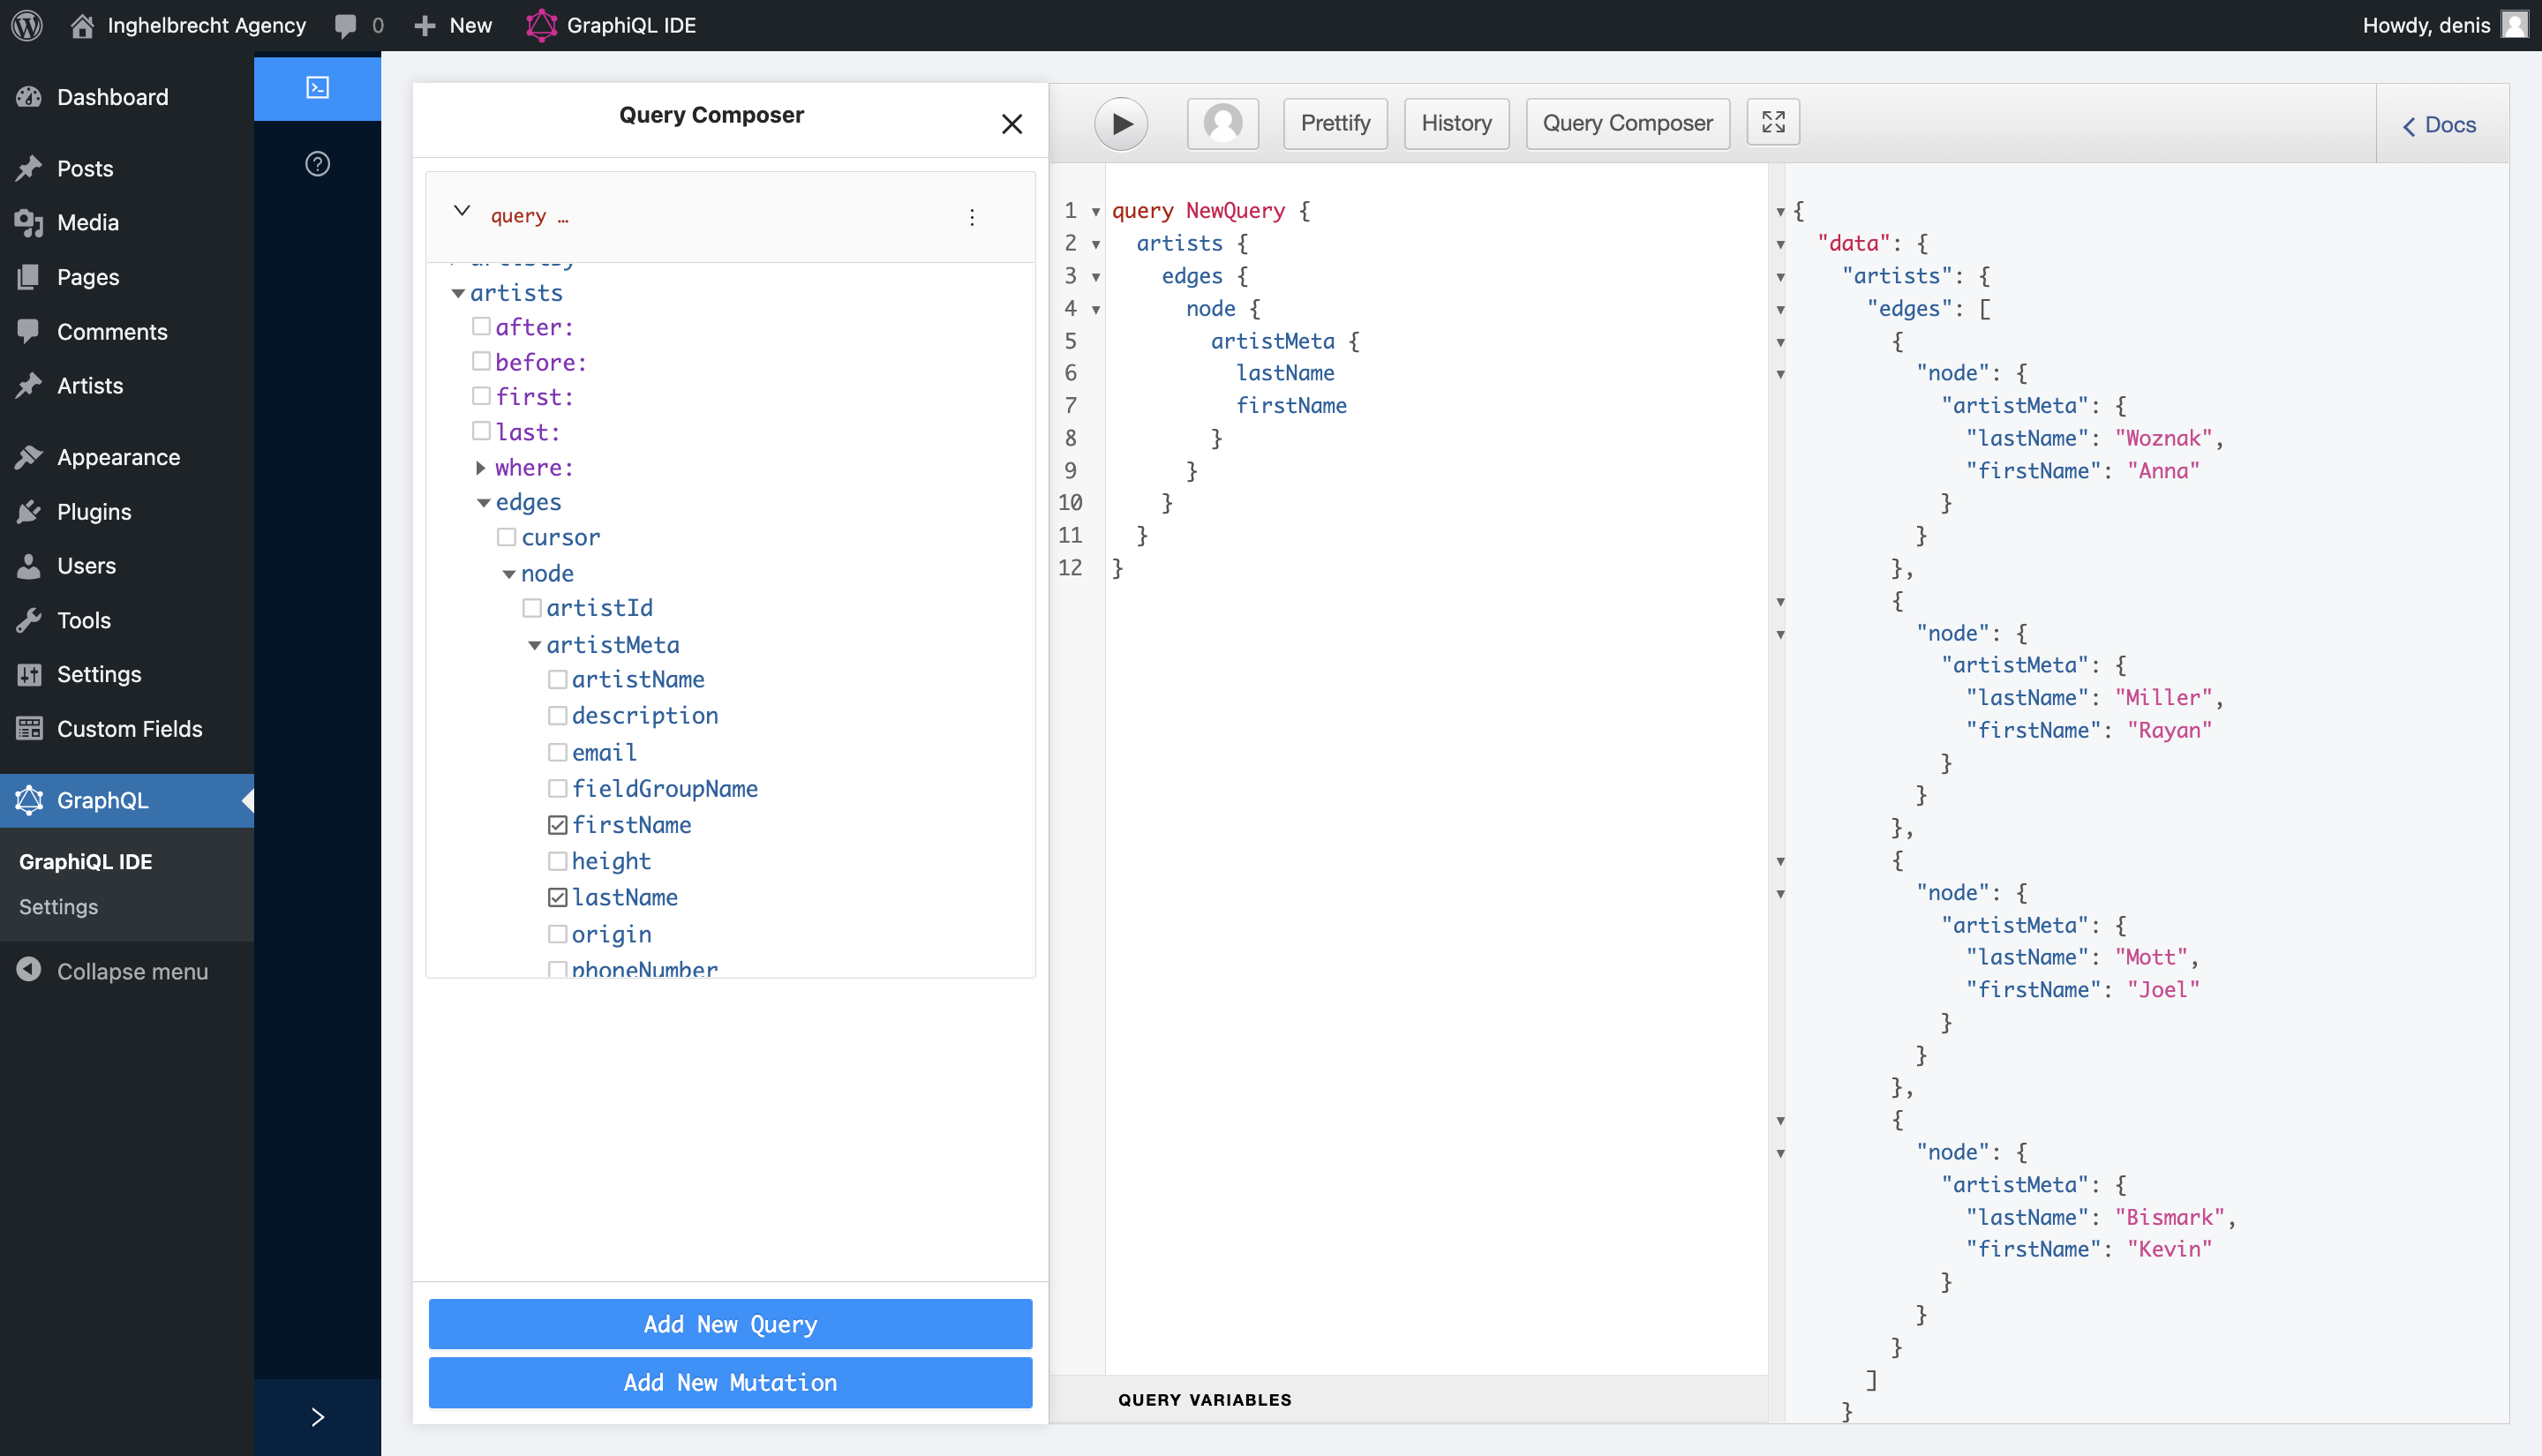 Inghelbrecht Agency
0
New
GraphiQL IDE
Howdy, denis
Dashboard
Posts
Media
Pages
Comments
Artists
Appearance
Plugins
Users
Tools
Settings
Custom Fields
GraphQL
GraphiQL IDE
Settings
Collapse menu
Query Composer
query …
artistBy
artists
after:
before:
first:
last:
where:
edges
cursor
node
artistId
artistMeta
artistName
description
email
fieldGroupName
firstName
height
lastName
origin
phoneNumber
Add New Query
Add New Mutation
Prettify
History
Query Composer
Docs
1 query NewQuery {
2 artists {
3 edges {
4 node {
5 artistMeta {
6 lastName
7 firstName
8 }
9 }
10 }
11 }
12 }
QUERY VARIABLES
{
"data": {
"artists": {
"edges": [
{
"node": {
"artistMeta": {
"lastName": "Woznak",
"firstName": "Anna"
}
}
},
{
"node": {
"artistMeta": {
"lastName": "Miller",
"firstName": "Rayan"
}
}
},
{
"node": {
"artistMeta": {
"lastName": "Mott",
"firstName": "Joel"
}
}
},
{
"node": {
"artistMeta": {
"lastName": "Bismark",
"firstName": "Kevin"
}
}
}
]
}